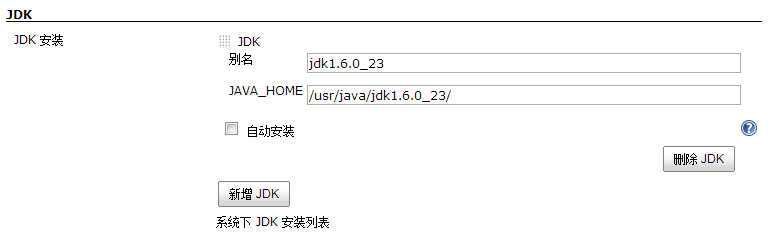 JDK
JDK 安装
JDK
别名
jdk1.6.0_23
JAVA_HOME
/usr/java/jdk1.6.0_23/
自动安装
?
删除 JDK
新增 JDK
系统下 JDK 安装列表